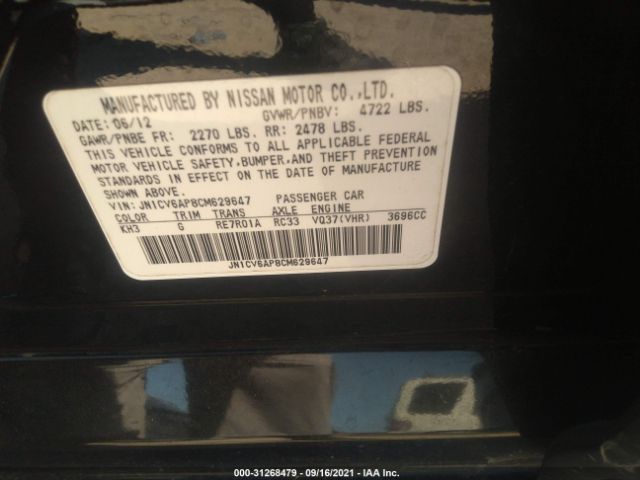 MANUFACTURED BY NISSAN MOTOR CO.,LTD.
DATE: 06/12 GVWR/PNBV: 4722 LBS.
GAWR/PNBE FR: 2270 LBS. RR: 2478 LBS.
THIS VEHICLE CONFORMS TO ALL APPLICABLE FEDERAL
MOTOR VEHICLE SAFETY, BUMPER, AND THEFT PREVENTION
STANDARDS IN EFFECT ON THE DATE OF MANUFACTURE
SHOWN ABOVE.
VIN: JN1CV6AP8CM629647 PASSENGER CAR
COLOR TRIM TRANS AXLE ENGINE
KH3 G RE7R01A RC33 VQ37(VHR) 3696CC
JN1CV6AP8CM629647
000-31268479 - 09/16/2021 - IAA Inc.